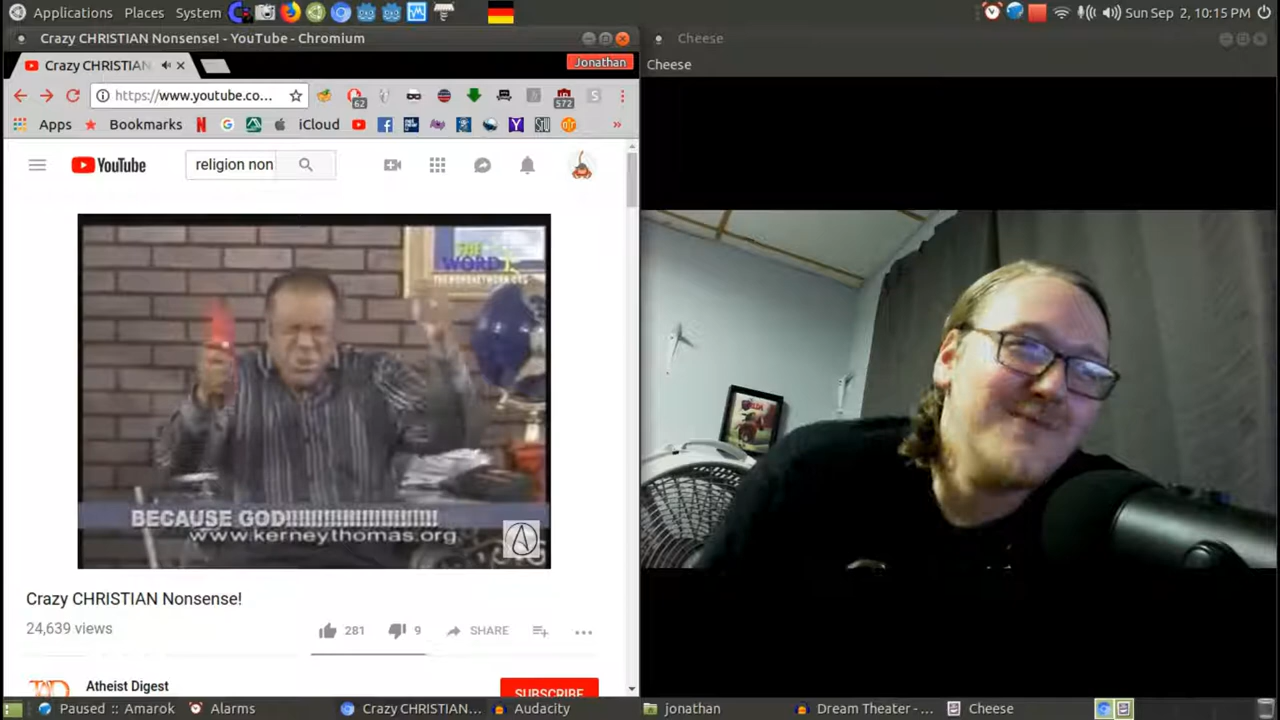 Applications Places System Sun Sep 2, 10:15 PM
Crazy CHRISTIAN Nonsense! - YouTube - Chromium
Cheese
Crazy CHRISTIAN
Jonathan
Cheese
https://www.youtube.co...
62
572
S
Apps Bookmarks iCloud »
YouTube
religion non
THE
WORD
BECAUSE GOD!!!!!!!!!!!!!!!!!!!!!!!!!!
www.kerneythomas.org
Crazy CHRISTIAN Nonsense!
24,639 views
281 9 SHARE
Atheist Digest
SUBSCRIBE
Paused :: Amarok Alarms Crazy CHRISTIAN... Audacity jonathan Dream Theater - ... Cheese